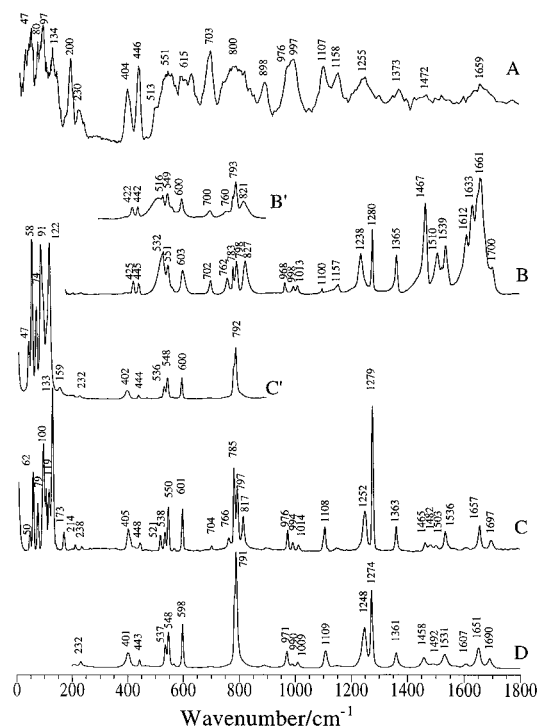 47 80 97 134 200 230 404 446 513 551 615 703 800 898 976 997 1107 1158 1255 1373 1472 1659
A
422 442 516 549 600 700 760 793 821
B'
58 74 91 122
425 445 532 551 603 702 762 783 798 827 968 998 1013 1100 1157 1238 1280 1365 1467 1510 1539 1612 1633 1661 1700
B
47 133 159 232 402 444 536 548 600 792
C'
50 62 79 100 119 173 214 238 405 448 521 538 550 601 704 766 785 797 817 976 994 1014 1108 1252 1279 1363 1465 1482 1503 1536 1657 1697
C
232 401 443 537 548 598 791 971 990 1009 1109 1248 1274 1361 1458 1492 1531 1607 1651 1690
D
0 200 400 600 800 1000 1200 1400 1600 1800
Wavenumber/cm⁻¹